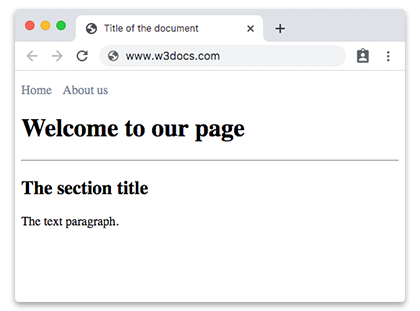 Title of the document
www.w3docs.com
Home About us
Welcome to our page
The section title
The text paragraph.